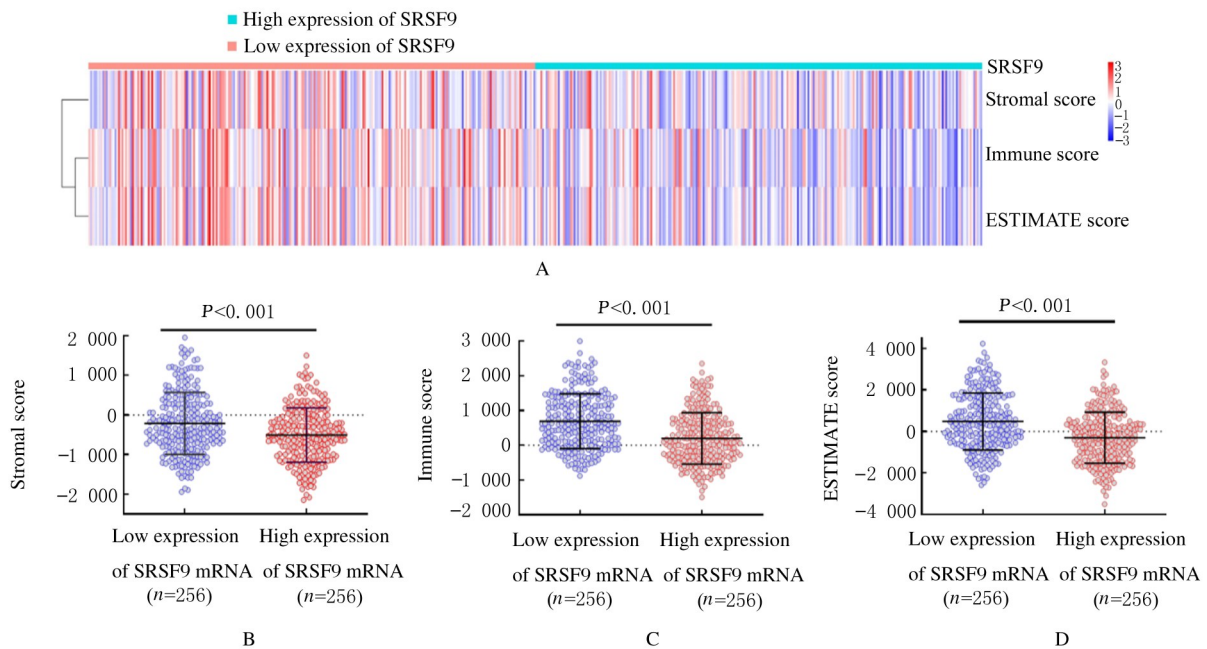 High expression of SRSF9
Low expression of SRSF9
SRSF9
Stromal score
Immune score
ESTIMATE score
3
2
1
0
−1
−2
−3
A
P<0. 001
2 000
1 000
0
−1 000
−2 000
Stromal score
Low expression
of SRSF9 mRNA
(n=256)
High expression
of SRSF9 mRNA
(n=256)
B
P<0. 001
3 000
2 000
1 000
0
−1 000
−2 000
Immune soore
Low expression
of SRSF9 mRNA
(n=256)
High expression
of SRSF9 mRNA
(n=256)
C
P<0. 001
4 000
2 000
0
−2 000
−4 000
ESTIMATE score
Low expression
of SRSF9 mRNA
(n=256)
High expression
of SRSF9 mRNA
(n=256)
D